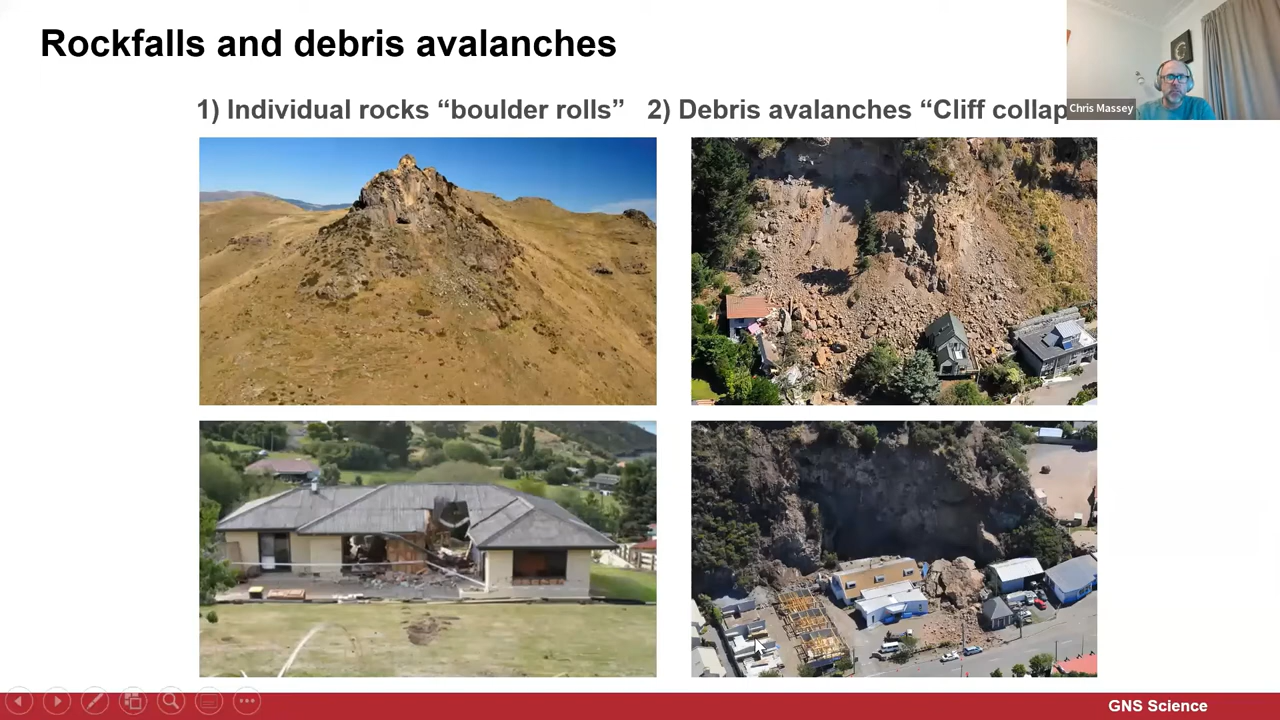 Rockfalls and debris avalanches
1) Individual rocks “boulder rolls” 2) Debris avalanches “Cliff collap
Chris Massey
GNS Science